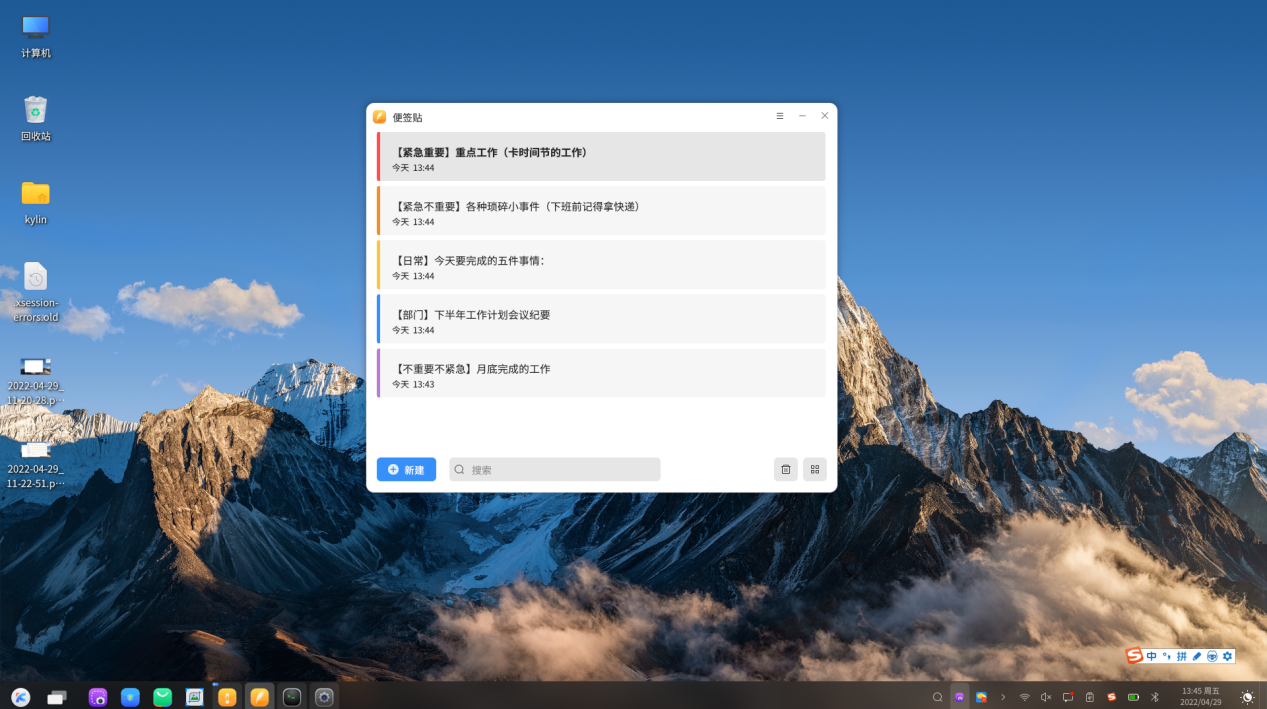 计算机
回收站
kylin
.xsession-
errors.old
2022-04-29_
11-20-28.p···
2022-04-29_
11-22-51.p···
便签贴
【紧急重要】重点工作（卡时间节的工作）
今天 13:44
【紧急不重要】各种琐碎小事件（下班前记得拿快递）
今天 13:44
【日常】今天要完成的五件事情：
今天 13:44
【部门】下半年工作计划会议纪要
今天 13:44
【不重要不紧急】月底完成的工作
今天 13:43
新建
搜索
中 拼
13:45 周五
2022/04/29